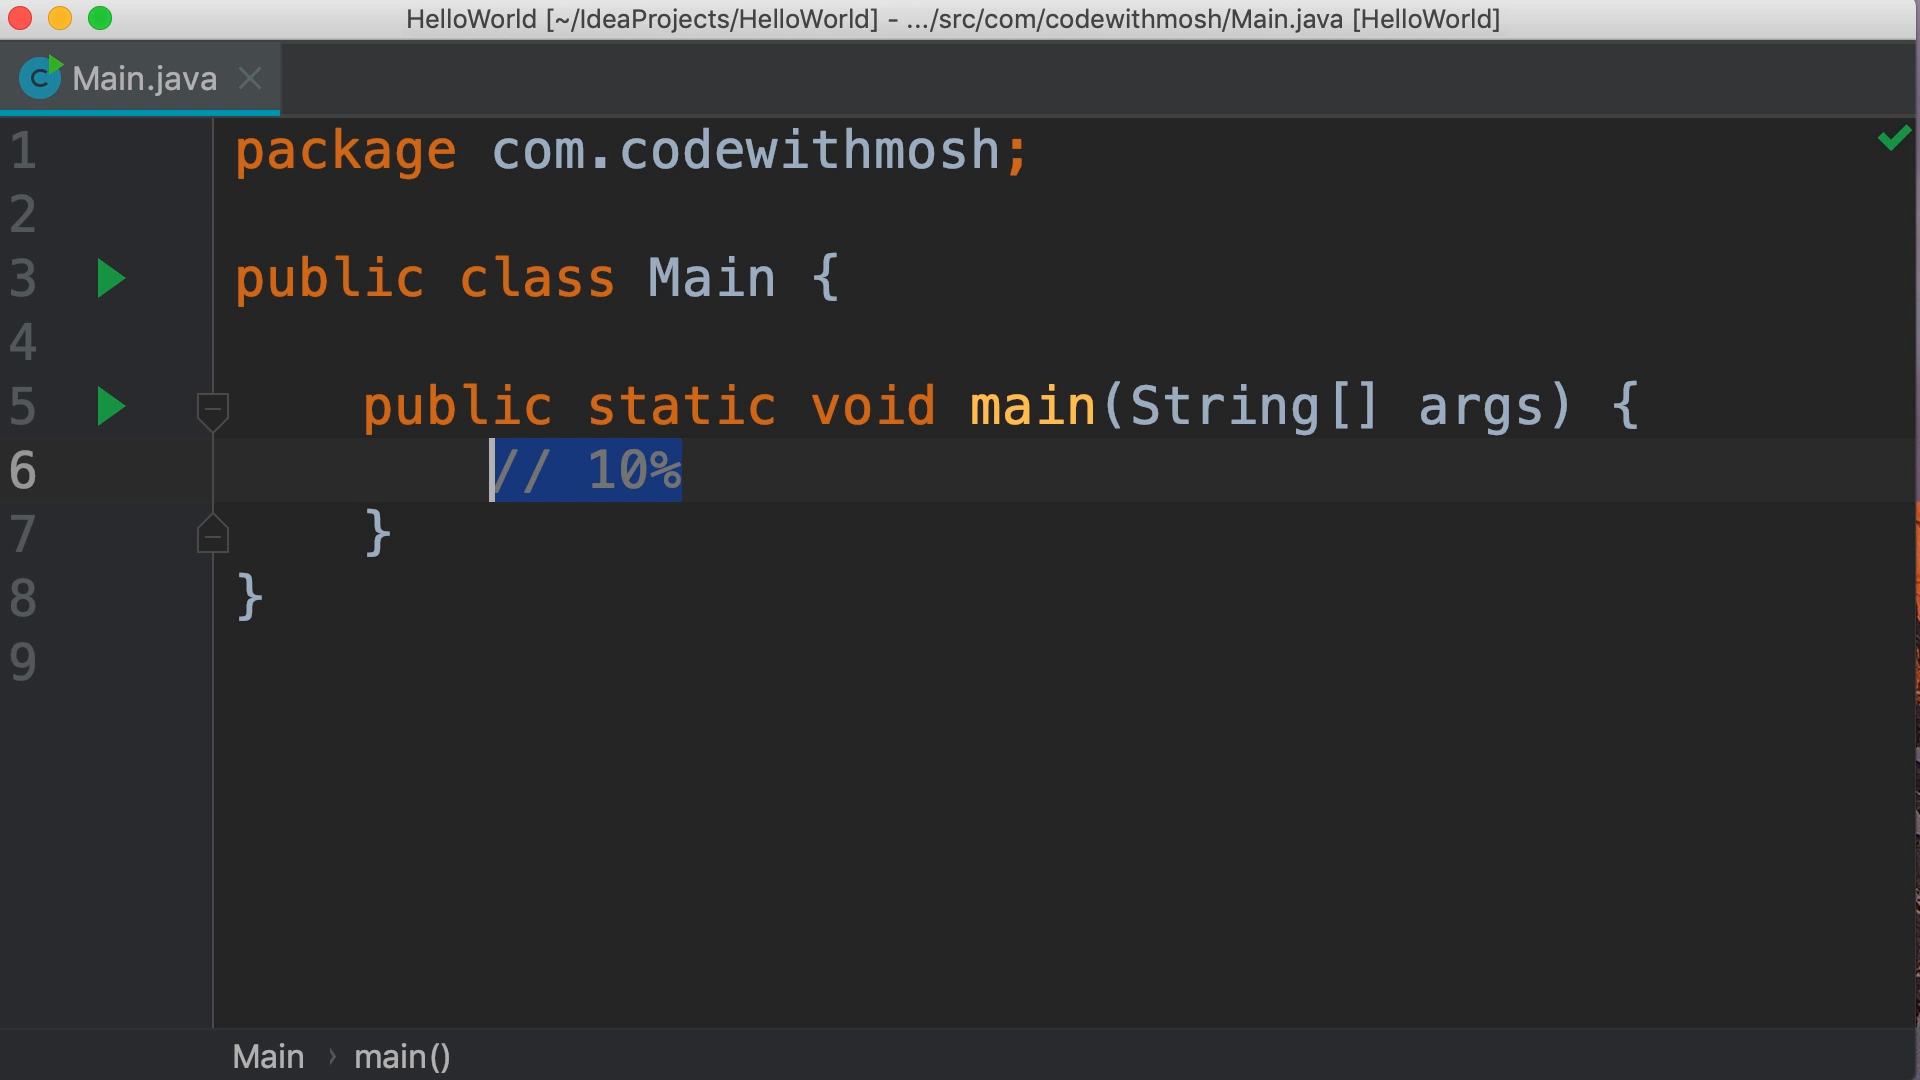 HelloWorld [~/IdeaProjects/HelloWorld] - .../src/com/codewithmosh/Main.java [HelloWorld]
C Main.java
1 package com.codewithmosh;
2
3 public class Main {
4
5 public static void main(String[] args) {
6 // 10%
7 }
8 }
9
Main › main()